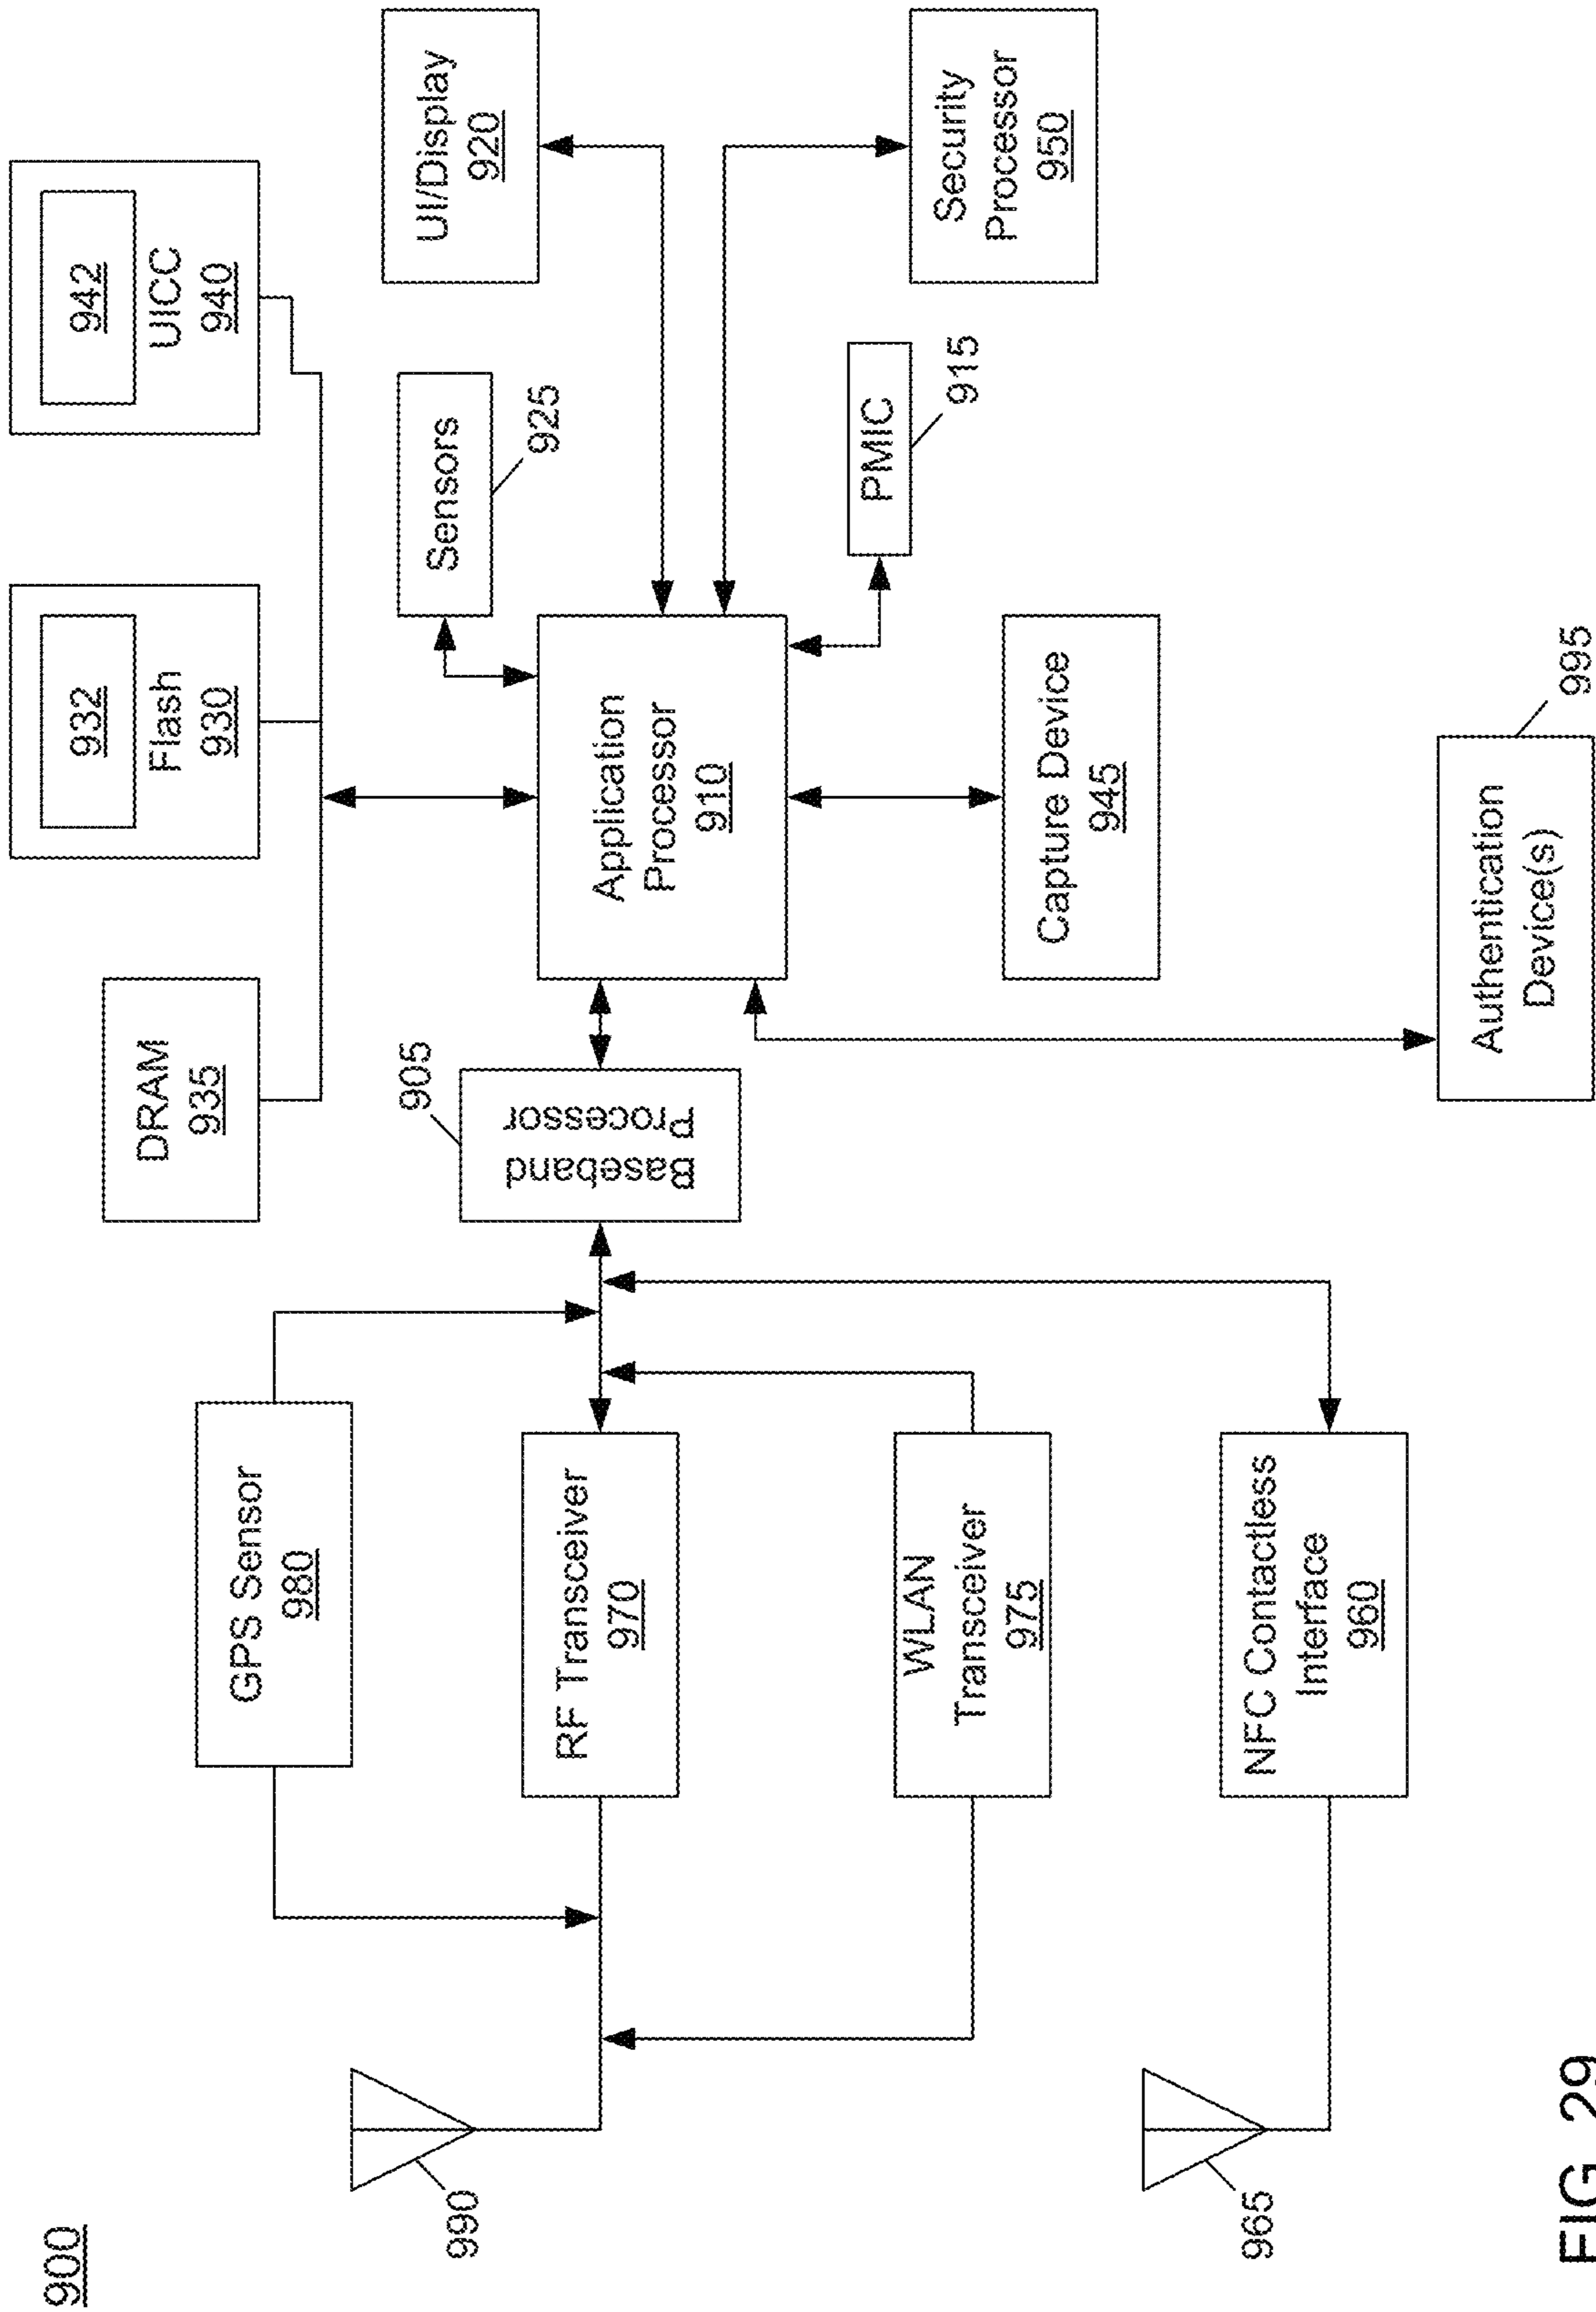 900
UICC
940
942
Flash
930
932
DRAM
935
GPS Sensor
980
UI/Display
920
Sensors
925
Application
Processor
910
Baseband
Processor
905
RF Transceiver
970
990
Security
Processor
950
PMIC
915
Capture Device
945
WLAN
Transceiver
975
NFC Contactless
Interface
960
965
Authentication
Device(s)
995
FIG. 29